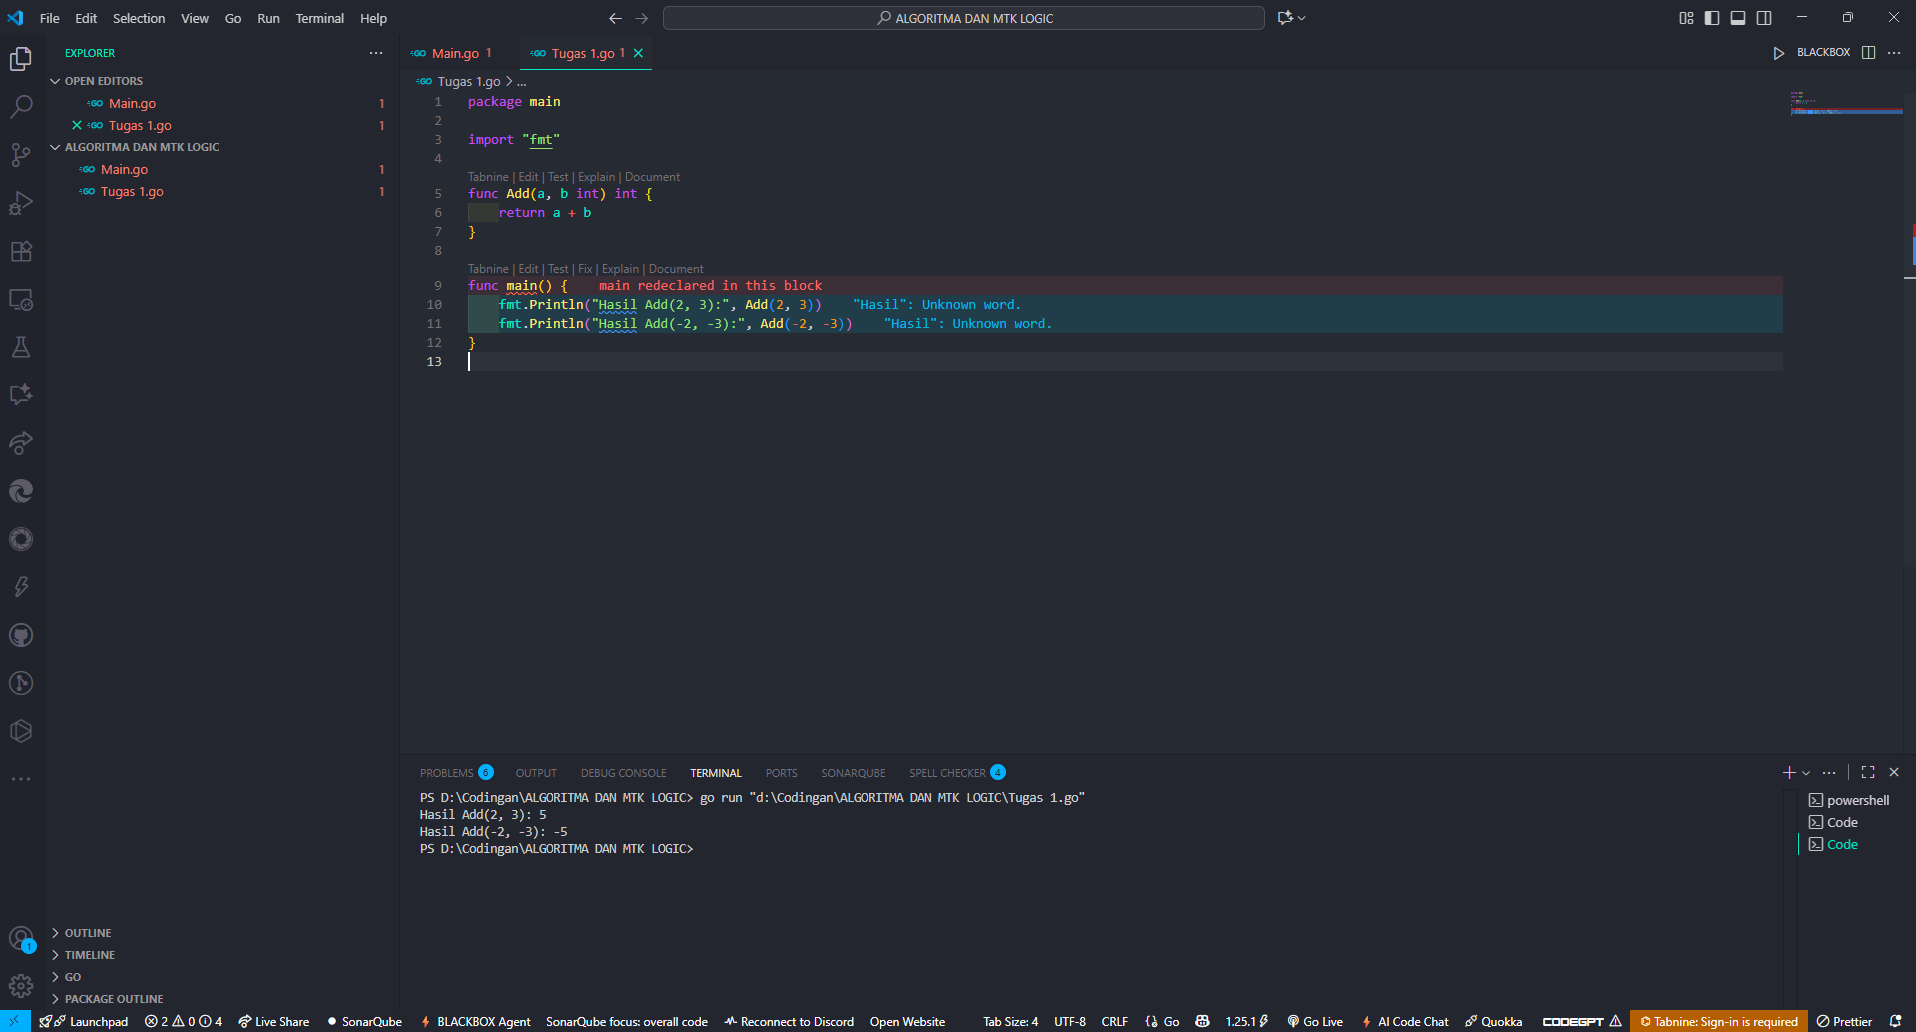 File Edit Selection View Go Run Terminal Help
ALGORITMA DAN MTK LOGIC
EXPLORER
OPEN EDITORS
Main.go 1
Tugas 1.go 1
ALGORITMA DAN MTK LOGIC
Main.go 1
Tugas 1.go 1
OUTLINE
TIMELINE
GO
PACKAGE OUTLINE
Main.go 1 Tugas 1.go 1
BLACKBOX
Tugas 1.go > ...
1 package main
2
3 import "fmt"
4
Tabnine | Edit | Test | Explain | Document
5 func Add(a, b int) int {
6 return a + b
7 }
8
Tabnine | Edit | Test | Fix | Explain | Document
9 func main() { main redeclared in this block
10 fmt.Println("Hasil Add(2, 3):", Add(2, 3)) "Hasil": Unknown word.
11 fmt.Println("Hasil Add(-2, -3):", Add(-2, -3)) "Hasil": Unknown word.
12 }
13
PROBLEMS 6 OUTPUT DEBUG CONSOLE TERMINAL PORTS SONARQUBE SPELL CHECKER 4
PS D:\Codingan\ALGORITMA DAN MTK LOGIC> go run "d:\Codingan\ALGORITMA DAN MTK LOGIC\Tugas 1.go"
Hasil Add(2, 3): 5
Hasil Add(-2, -3): -5
PS D:\Codingan\ALGORITMA DAN MTK LOGIC>
powershell
Code
Code
1
Launchpad 2 0 4 Live Share SonarQube BLACKBOX Agent SonarQube focus: overall code Reconnect to Discord Open Website Tab Size: 4 UTF-8 CRLF Go 1.25.1 Go Live AI Code Chat Quokka CODEGPT Tabnine: Sign-in is required Prettier